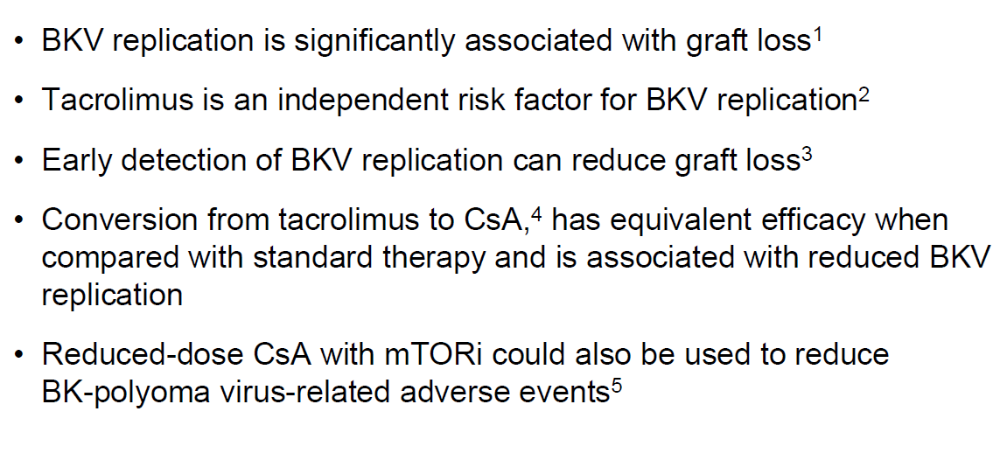 • BKV replication is significantly associated with graft loss¹
• Tacrolimus is an independent risk factor for BKV replication²
• Early detection of BKV replication can reduce graft loss³
• Conversion from tacrolimus to CsA,⁴ has equivalent efficacy when
compared with standard therapy and is associated with reduced BKV
replication
• Reduced-dose CsA with mTORi could also be used to reduce
BK-polyoma virus-related adverse events⁵